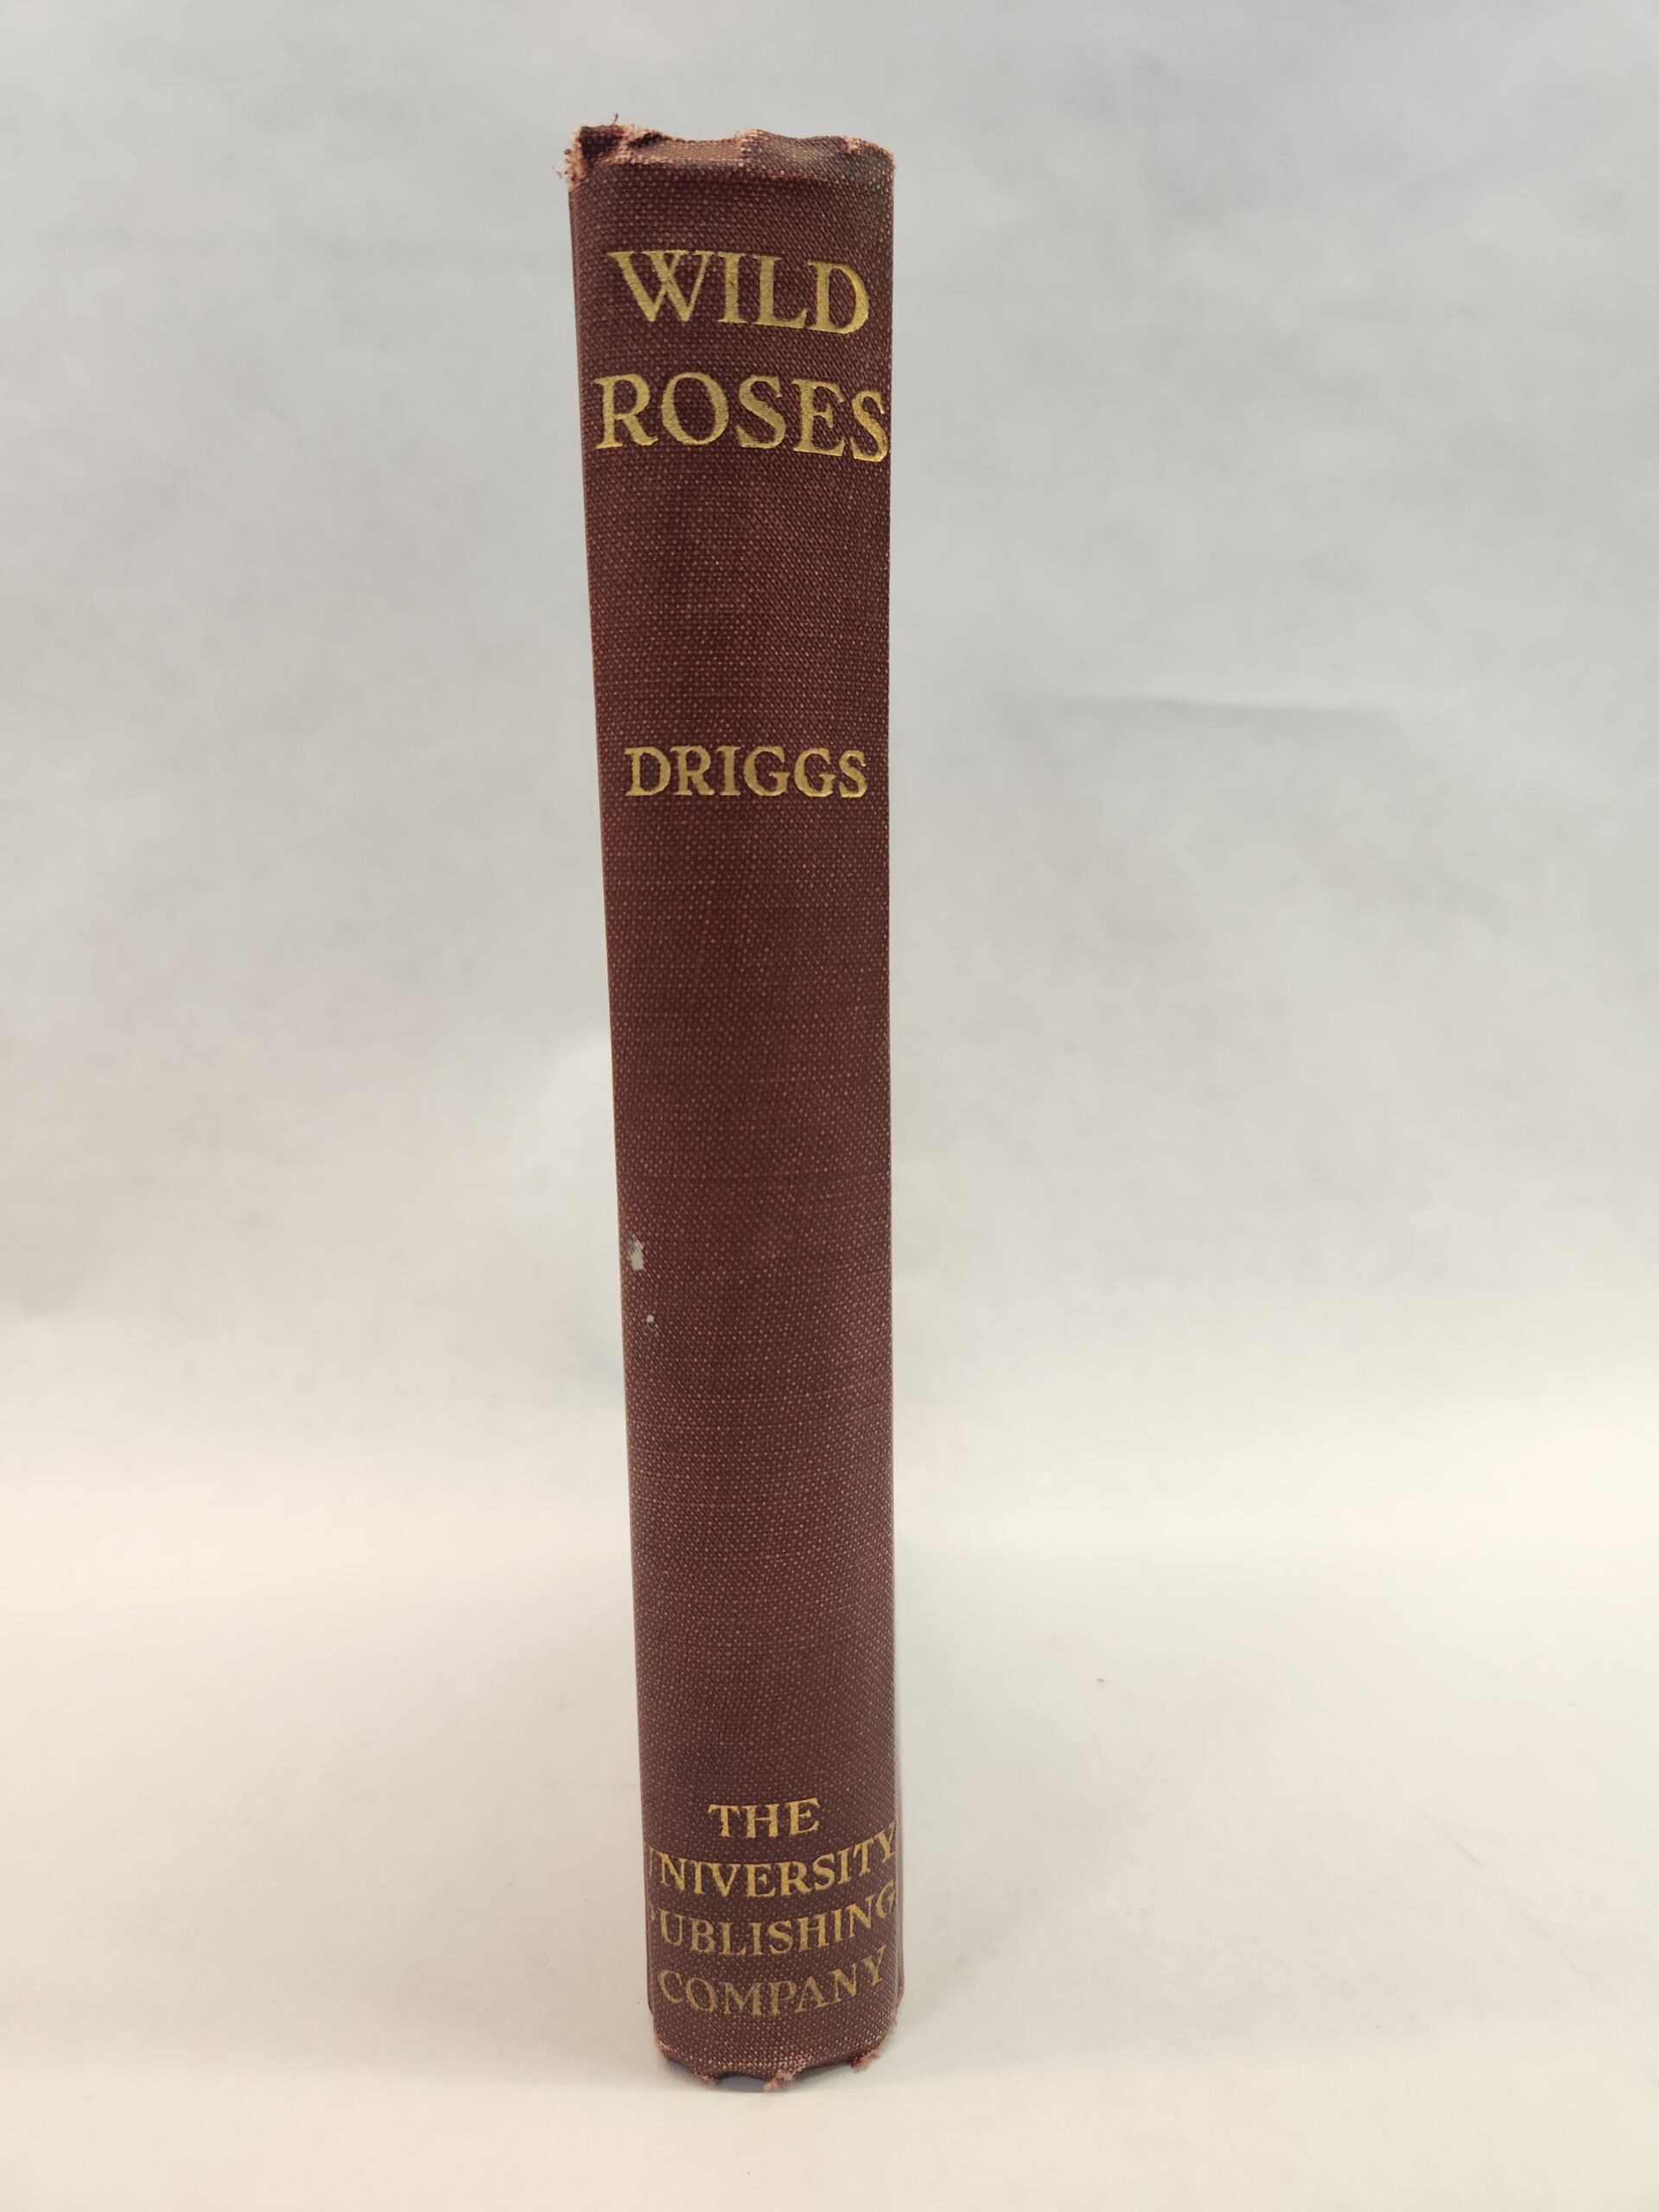 WILD
ROSES
DRIGGS
THE
UNIVERSITY
PUBLISHING
COMPANY